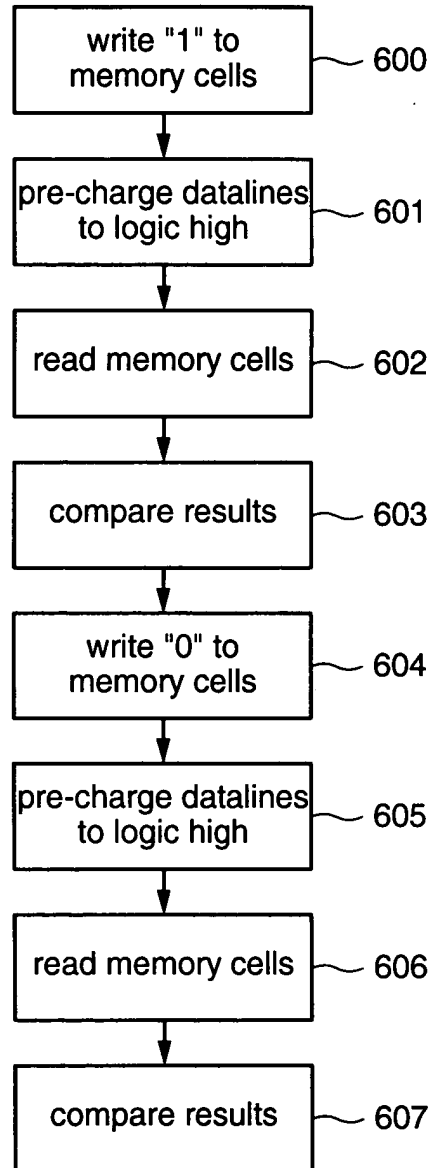 write "1" to
memory cells
600
pre-charge datalines
to logic high
601
read memory cells
602
compare results
603
write "0" to
memory cells
604
pre-charge datalines
to logic high
605
read memory cells
606
compare results
607